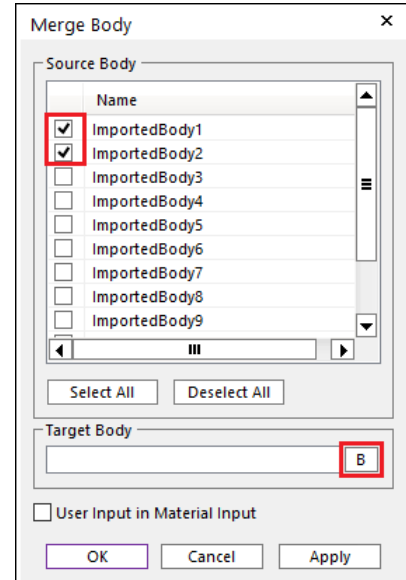 Merge Body
Source Body
Name
ImportedBody1
ImportedBody2
ImportedBody3
ImportedBody4
ImportedBody5
ImportedBody6
ImportedBody7
ImportedBody8
ImportedBody9
Select All Deselect All
Target Body
B
User Input in Material Input
OK Cancel Apply